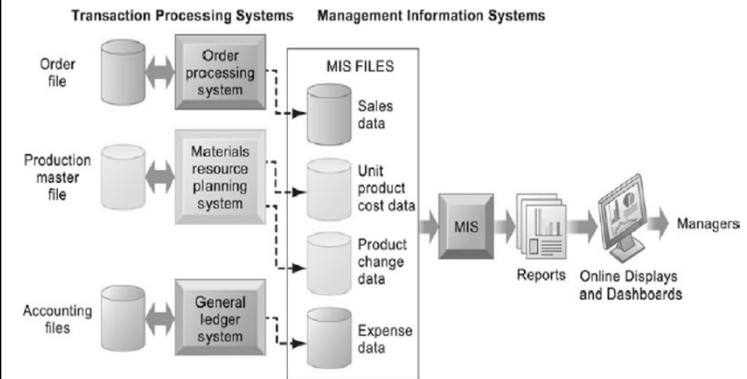 Transaction Processing Systems
Management Information Systems
Order
file
Order
processing
system
MIS FILES
Sales
data
Production
master
file
Materials
resource
planning
system
Unit
product
cost data
Product
change
data
Accounting
files
General
ledger
system
Expense
data
MIS
Reports
Online Displays
and Dashboards
Managers